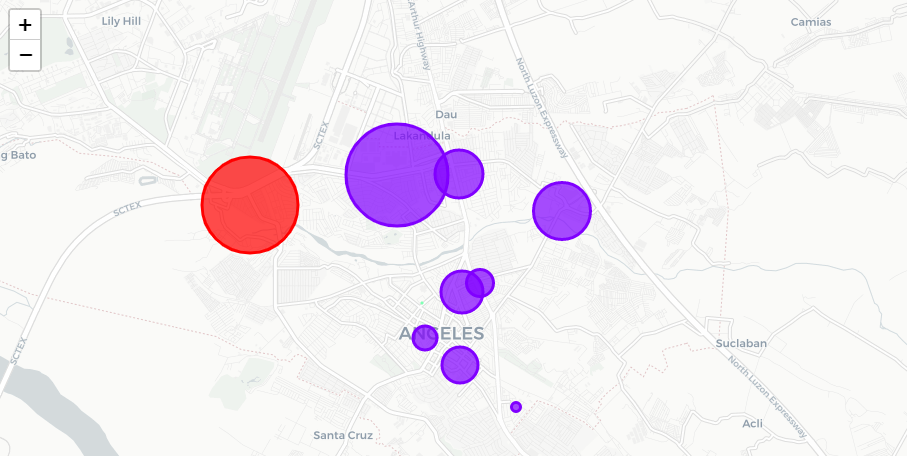 +
−
Lily Hill
Arthur Highway
Camias
North Luzon Expressway
Dau
SCTEX
Lakandula
g Bato
SCTEX
ANGELES
SCTEX
Suclaban
North Luzon Expressway
Acli
Santa Cruz